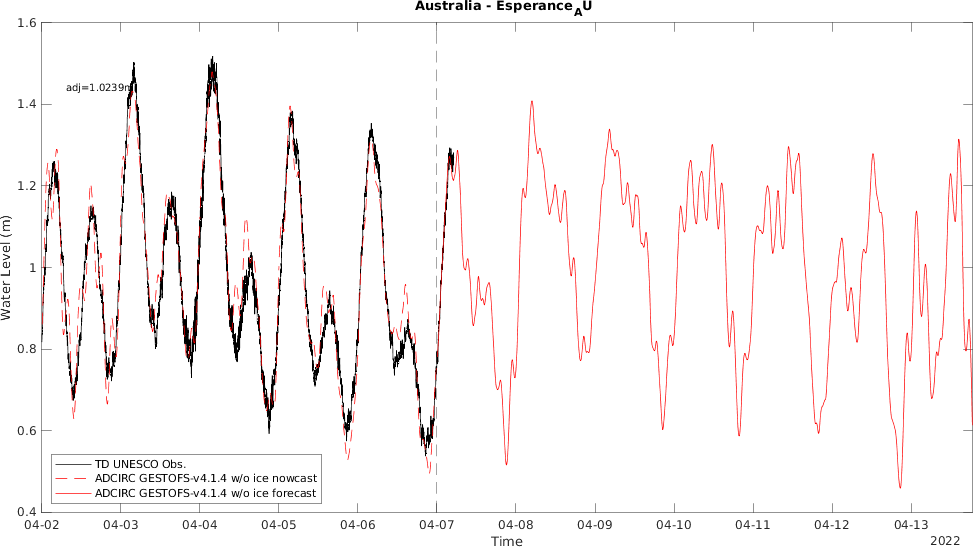 Australia - Esperance_AU
1.6
1.4
1.2
1
0.8
0.6
0.4
Water Level (m)
adj=1.0239m
TD UNESCO Obs.
ADCIRC GESTOFS-v4.1.4 w/o ice nowcast
ADCIRC GESTOFS-v4.1.4 w/o ice forecast
04-02 04-03 04-04 04-05 04-06 04-07 04-08 04-09 04-10 04-11 04-12 04-13
Time
2022